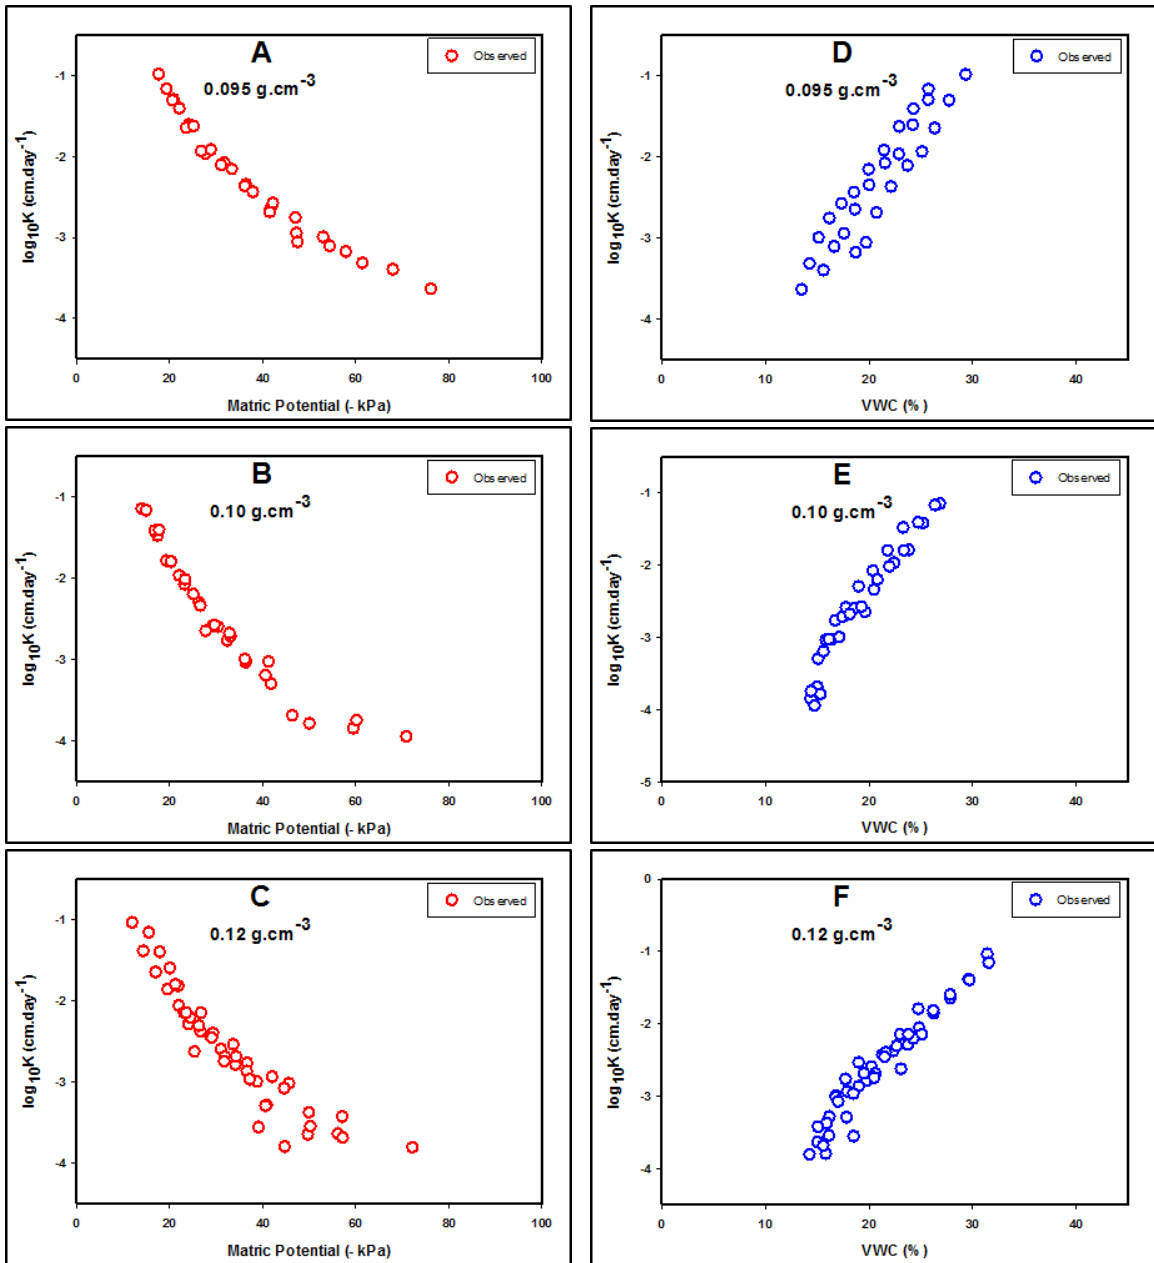 A
0.095 g.cm-3
Observed
-1
-2
-3
-4
log10K (cm.day-1)
0 20 40 60 80 100
Matric Potential (- kPa)
D
0.095 g.cm-3
Observed
-1
-2
-3
-4
log10K (cm.day-1)
0 10 20 30 40
VWC (%)
B
0.10 g.cm-3
Observed
-1
-2
-3
-4
log10K (cm.day-1)
0 20 40 60 80 100
Matric Potential (- kPa)
E
0.10 g.cm-3
Observed
-1
-2
-3
-4
-5
log10K (cm.day-1)
0 10 20 30 40
VWC (%)
C
0.12 g.cm-3
Observed
-1
-2
-3
-4
log10K (cm.day-1)
0 20 40 60 80 100
Matric Potential (- kPa)
F
0.12 g.cm-3
Observed
0
-1
-2
-3
-4
log10K (cm.day-1)
0 10 20 30 40
VWC (%)